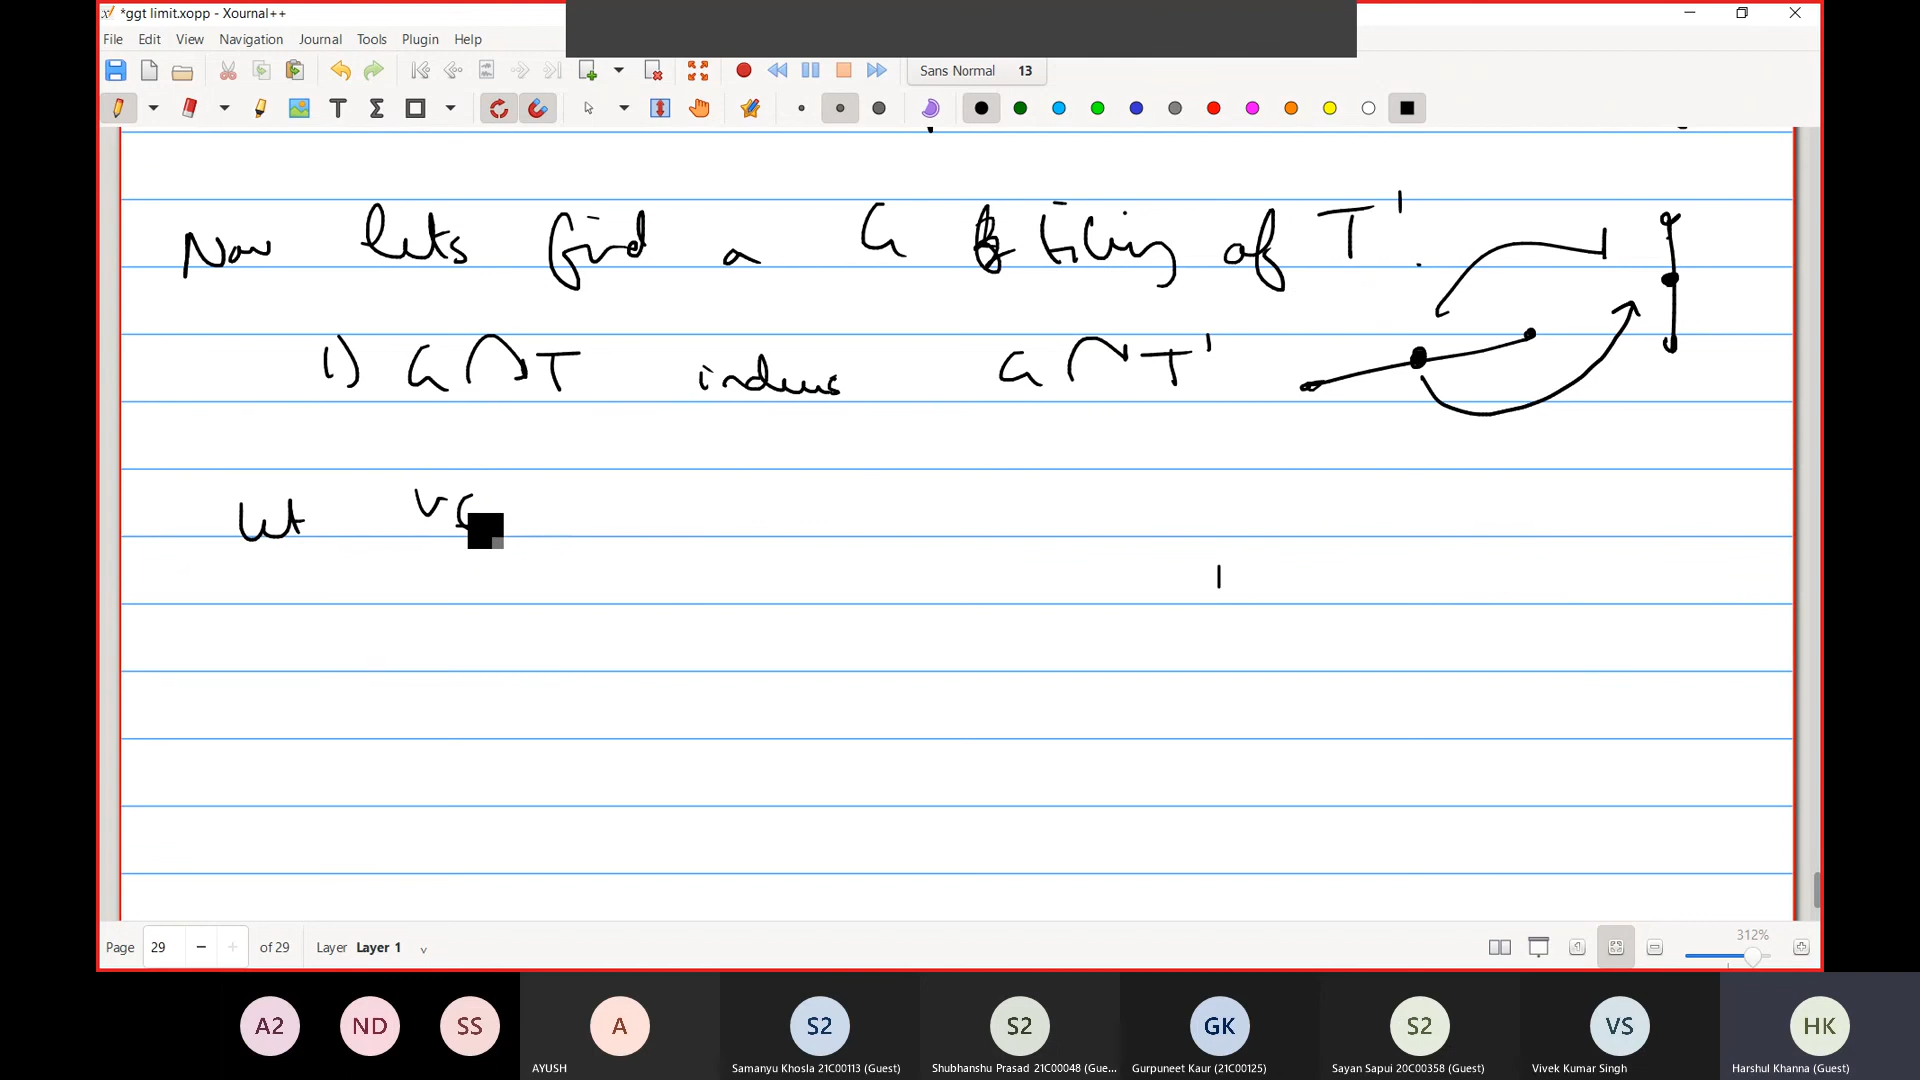 *ggt limit.xopp - Xournal++
File Edit View Navigation Journal Tools Plugin Help
Sans Normal 13
Now lets find a G tiling of T'.
1) G T induces G T'
Let v
Page 29 of 29 Layer Layer 1
312%
A2 ND SS A S2 S2 GK S2 VS HK
AYUSH Samanyu Khosla 21C00113 (Guest) Shubhanshu Prasad 21C00048 (Gue... Gurpuneet Kaur (21C00125) Sayan Sapui 20C00358 (Guest) Vivek Kumar Singh Harshul Khanna (Guest)